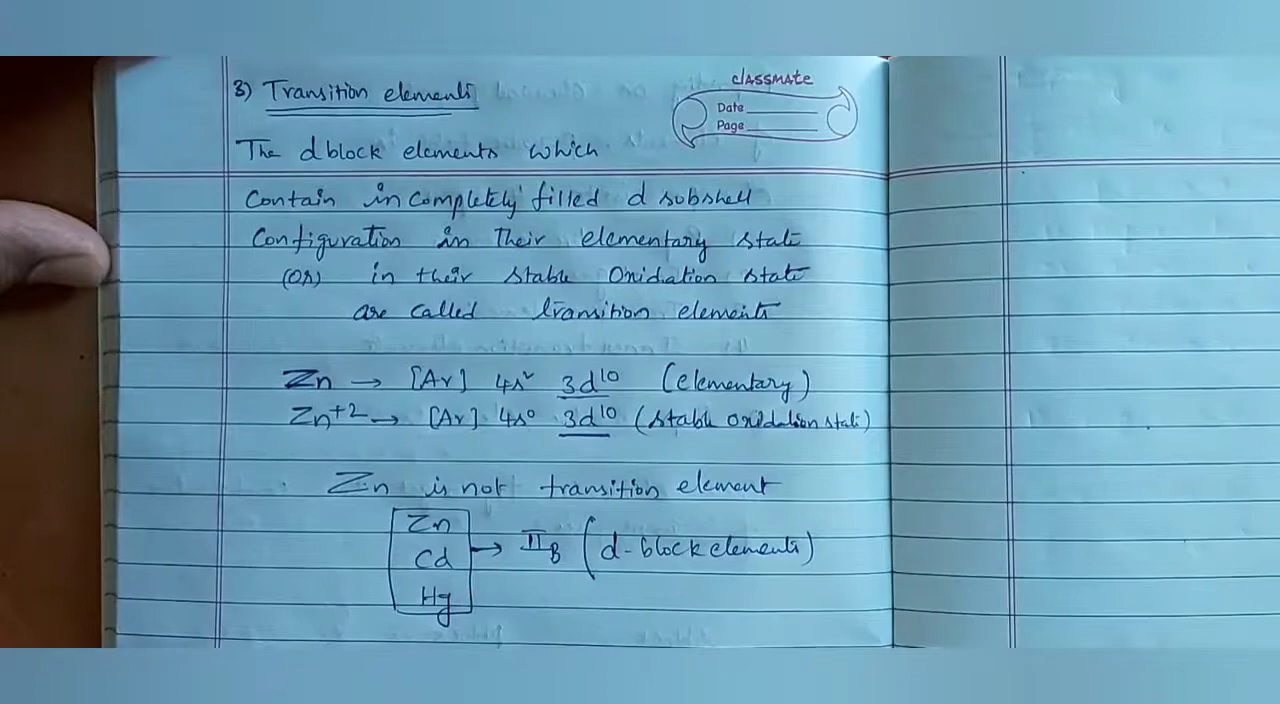 3) Transition elements
classmate
Date
Page
The d block elements which
Contain incompletely filled d subshell
Configuration in Their elementary state
(OR) in their stable Oxidation state
are called transition elements
Zn → [Ar] 4s² 3d¹⁰ (elementary)
Zn⁺² → [Ar] 4s⁰ 3d¹⁰ (stable oxidation state)
Zn is not transition element
Zn
Cd → II B (d-block elements)
Hg